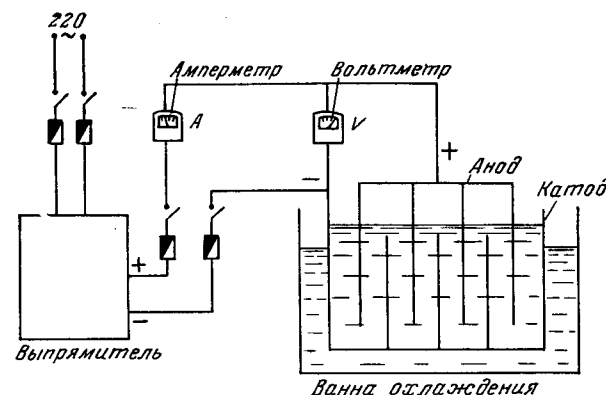 220
~
Амперметр
Вольтметр
A
V
+
−
Анод
Катод
+
−
Выпрямитель
Ванна охлаждения